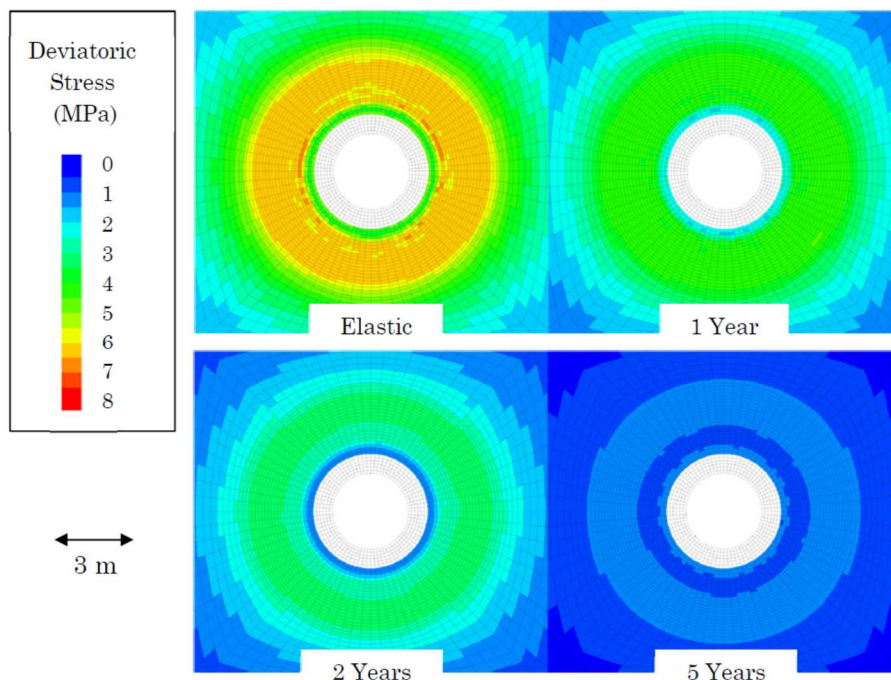 Deviatoric
Stress
(MPa)
0
1
2
3
4
5
6
7
8
3 m
Elastic
1 Year
2 Years
5 Years